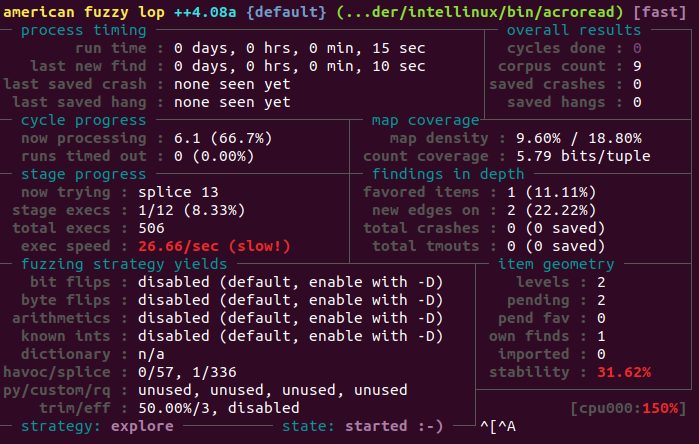 american fuzzy lop ++4.08a {default} (...der/intellinux/bin/acroread) [fast]
process timing overall results
run time : 0 days, 0 hrs, 0 min, 15 sec cycles done : 0
last new find : 0 days, 0 hrs, 0 min, 10 sec corpus count : 9
last saved crash : none seen yet saved crashes : 0
last saved hang : none seen yet saved hangs : 0
cycle progress map coverage
now processing : 6.1 (66.7%) map density : 9.60% / 18.80%
runs timed out : 0 (0.00%) count coverage : 5.79 bits/tuple
stage progress findings in depth
now trying : splice 13 favored items : 1 (11.11%)
stage execs : 1/12 (8.33%) new edges on : 2 (22.22%)
total execs : 506 total crashes : 0 (0 saved)
exec speed : 26.66/sec (slow!) total tmouts : 0 (0 saved)
fuzzing strategy yields item geometry
bit flips : disabled (default, enable with -D) levels : 2
byte flips : disabled (default, enable with -D) pending : 2
arithmetics : disabled (default, enable with -D) pend fav : 0
known ints : disabled (default, enable with -D) own finds : 1
dictionary : n/a imported : 0
havoc/splice : 0/57, 1/336 stability : 31.62%
py/custom/rq : unused, unused, unused, unused
trim/eff : 50.00%/3, disabled [cpu000:150%]
strategy: explore state: started :-) ^[^A